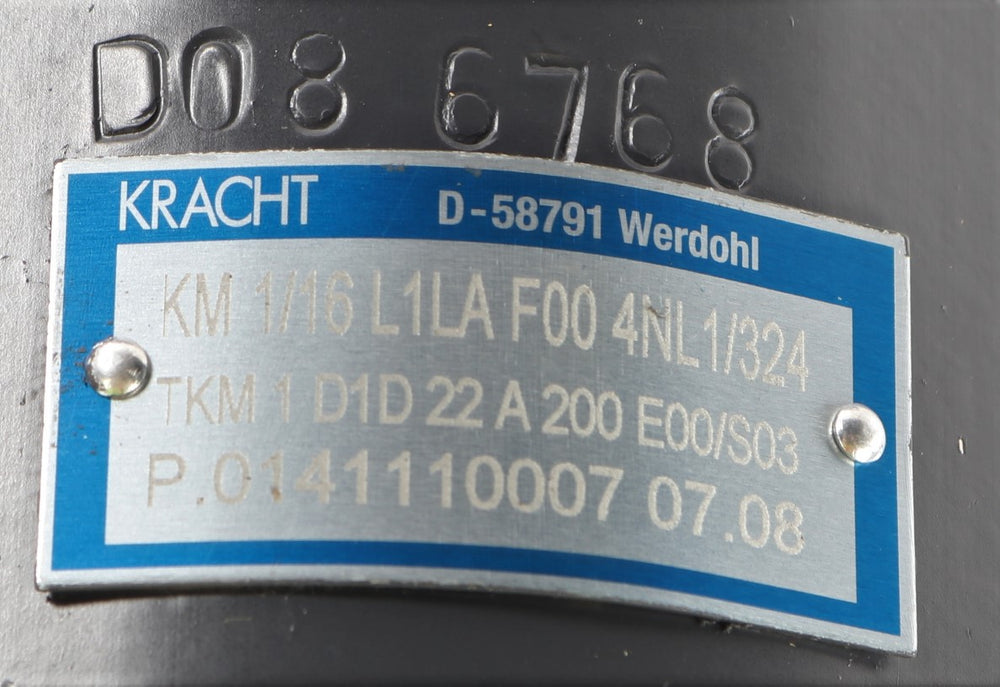 D08 6768
KRACHT D-58791 Werdohl
KM 1/16 L1LA F00 4NL1/324
TKM 1 D1D 22 A 200 E00/S03
P.0141110007 07.08